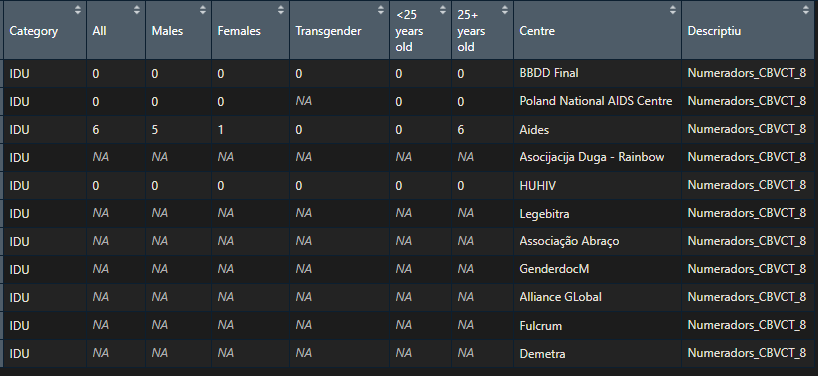 Category All Males Females Transgender <25 years old 25+ years old Centre Descriptiu
IDU 0 0 0 0 0 0 BBDD Final Numeradors_CBVCT_8
IDU 0 0 0 NA 0 0 Poland National AIDS Centre Numeradors_CBVCT_8
IDU 6 5 1 0 0 6 Aides Numeradors_CBVCT_8
IDU NA NA NA NA NA NA Asocijacija Duga - Rainbow Numeradors_CBVCT_8
IDU 0 0 0 0 0 0 HUHIV Numeradors_CBVCT_8
IDU NA NA NA NA NA NA Legebitra Numeradors_CBVCT_8
IDU NA NA NA NA NA NA Associação Abraço Numeradors_CBVCT_8
IDU NA NA NA NA NA NA GenderdocM Numeradors_CBVCT_8
IDU NA NA NA NA NA NA Alliance GLobal Numeradors_CBVCT_8
IDU NA NA NA NA NA NA Fulcrum Numeradors_CBVCT_8
IDU NA NA NA NA NA NA Demetra Numeradors_CBVCT_8